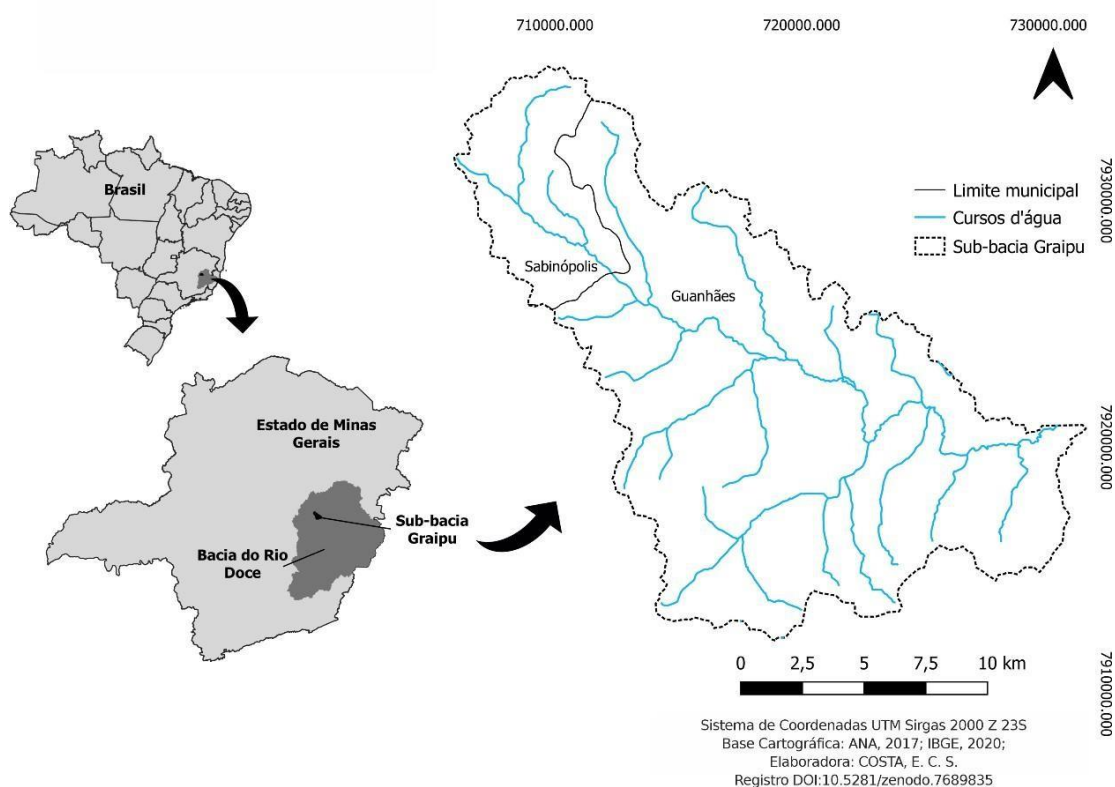 710000.000
720000.000
730000.000
Brasil
7930000.000
Limite municipal
Cursos d'água
Sub-bacia Graipu
Sabinópolis
Guanhães
Estado de Minas
Gerais
7920000.000
Sub-bacia
Graipu
Bacia do Rio
Doce
7910000.000
0 2,5 5 7,5 10 km
Sistema de Coordenadas UTM Sirgas 2000 Z 23S
Base Cartográfica: ANA, 2017; IBGE, 2020;
Elaboradora: COSTA, E. C. S.
Registro DOI:10.5281/zenodo.7689835